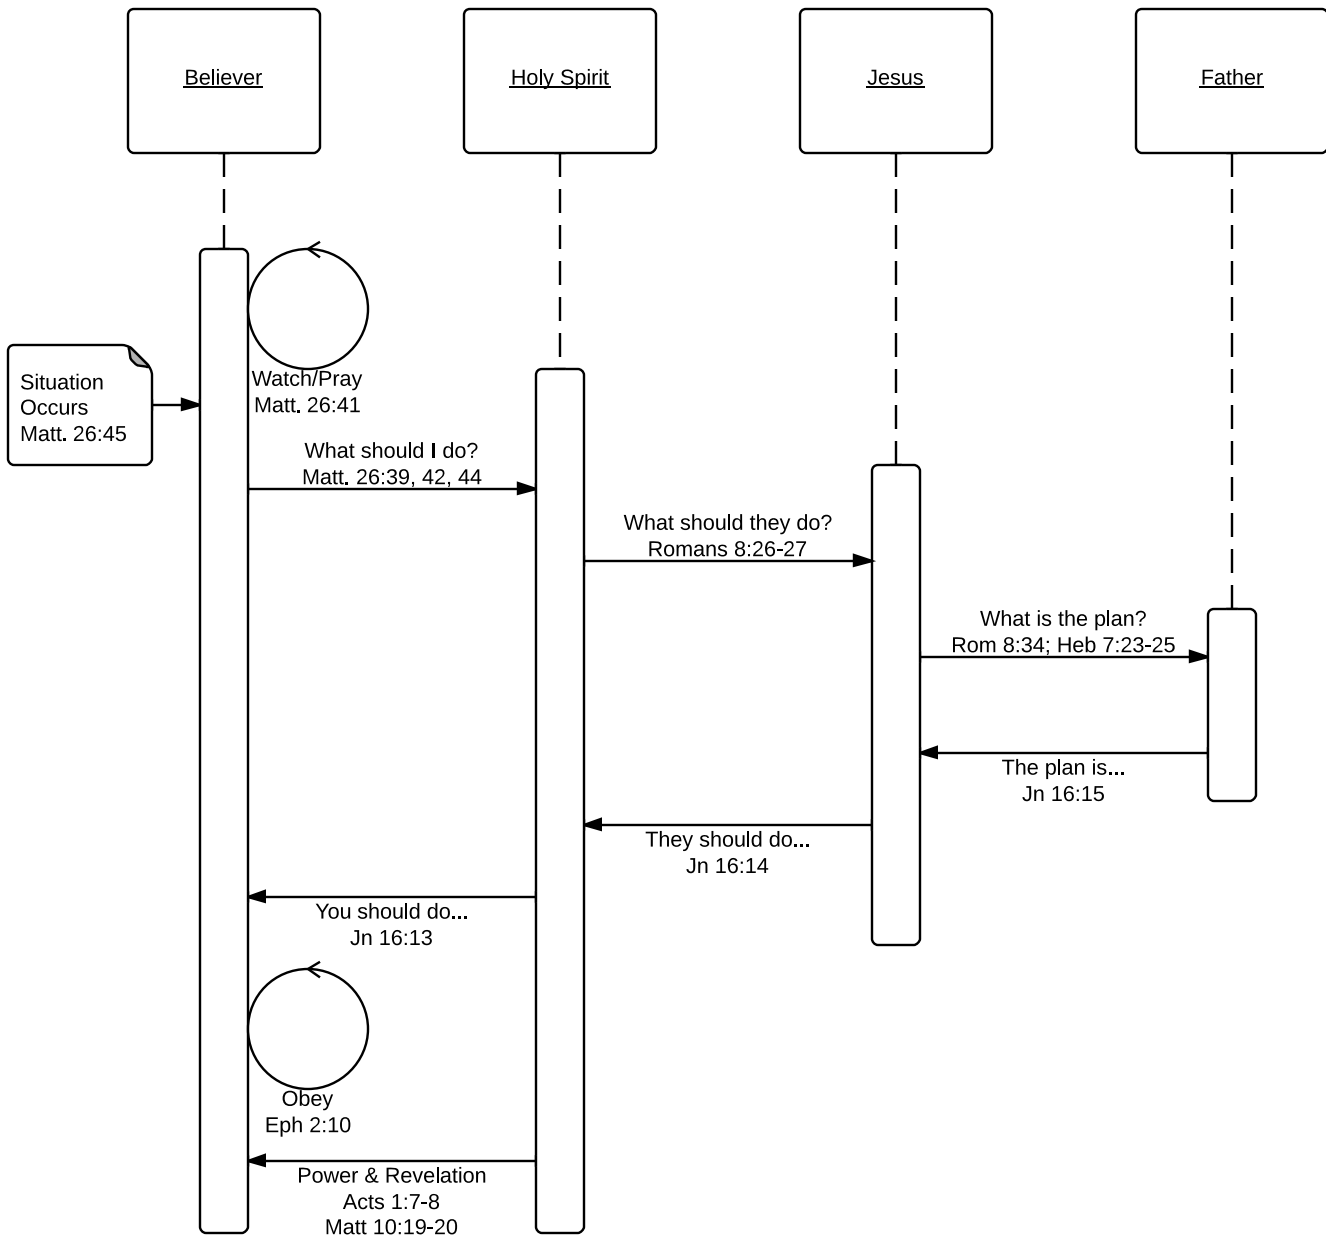 Believer
Holy Spirit
Jesus
Father
Watch/Pray
Matt. 26:41
Situation
Occurs
Matt. 26:45
What should I do?
Matt. 26:39, 42, 44
What should they do?
Romans 8:26-27
What is the plan?
Rom 8:34; Heb 7:23-25
The plan is...
Jn 16:15
They should do...
Jn 16:14
You should do...
Jn 16:13
Obey
Eph 2:10
Power & Revelation
Acts 1:7-8
Matt 10:19-20